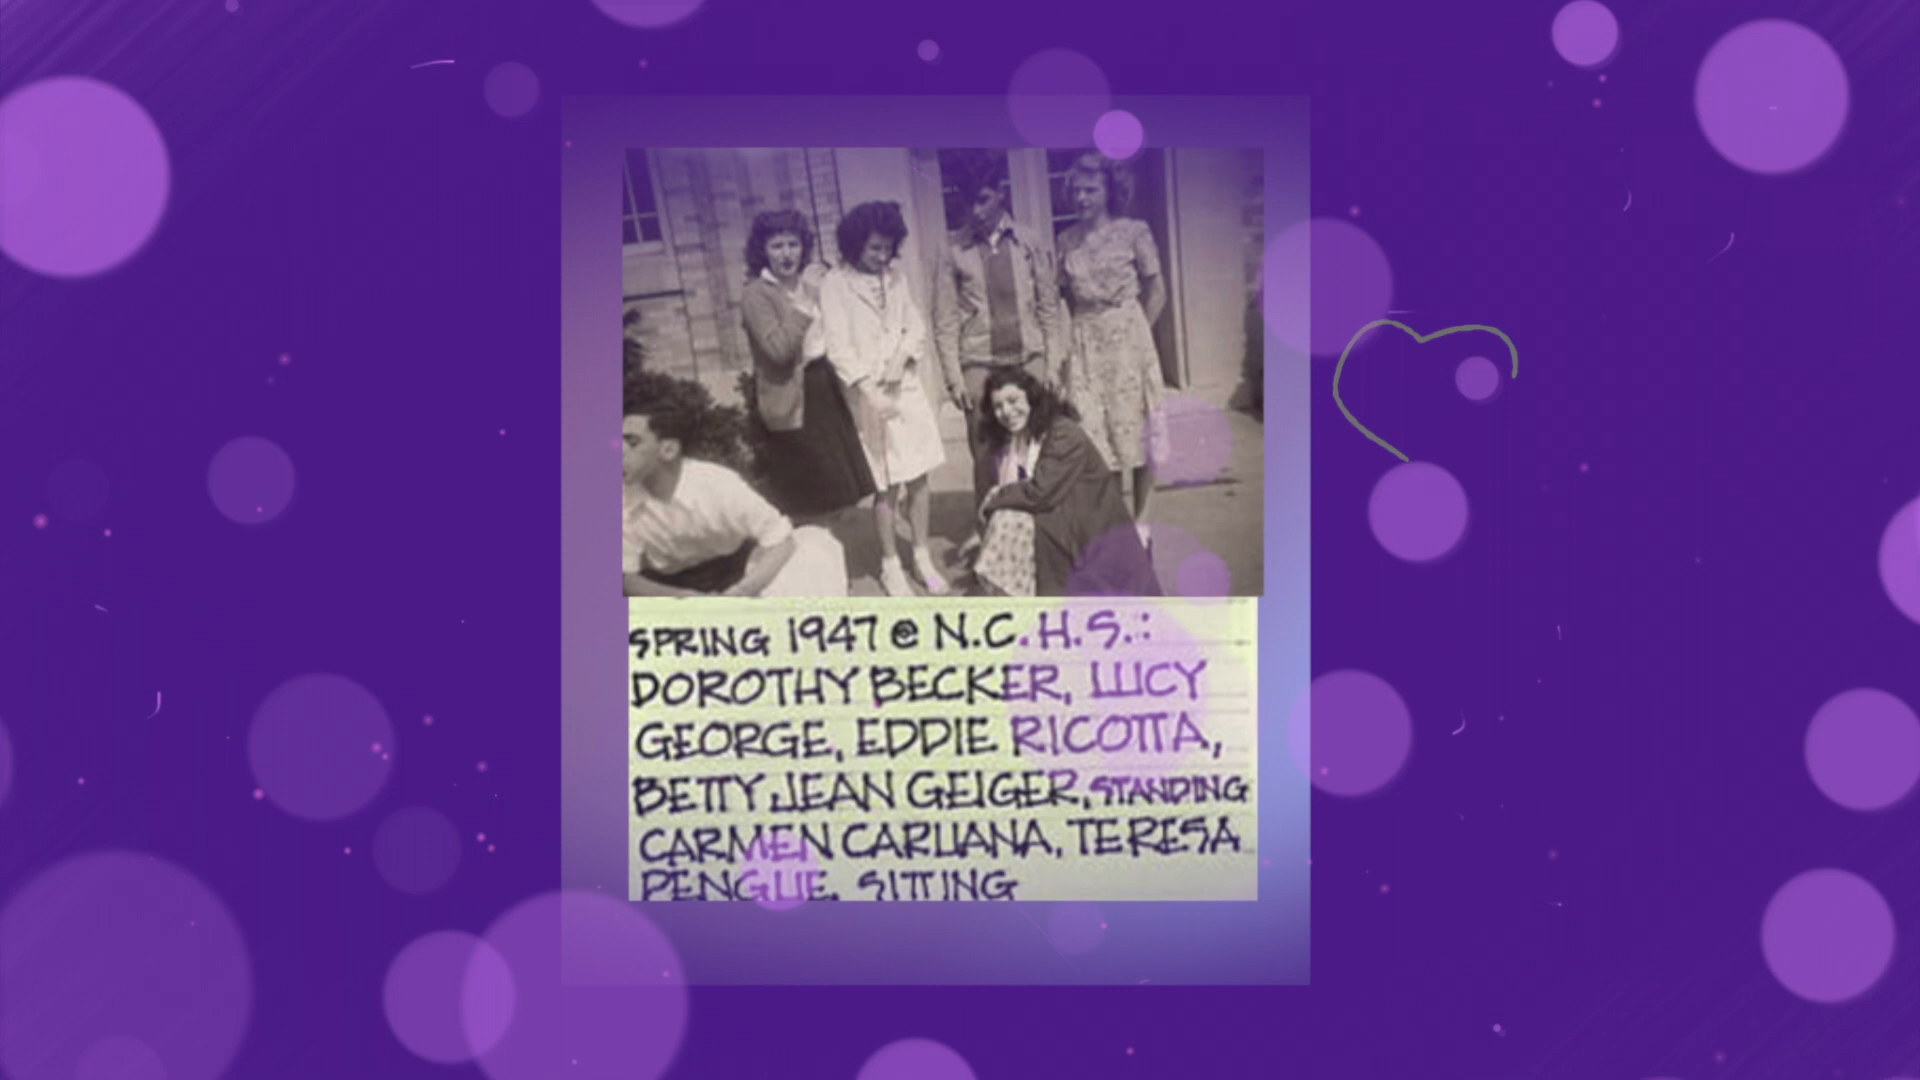 SPRING 1947 @ N.C.H.S.:
DOROTHY BECKER, LUCY
GEORGE, EDDIE RICOTTA,
BETTY JEAN GEIGER, STANDING
CARMEN CARUANA, TERESA
PENGUE, SITTING